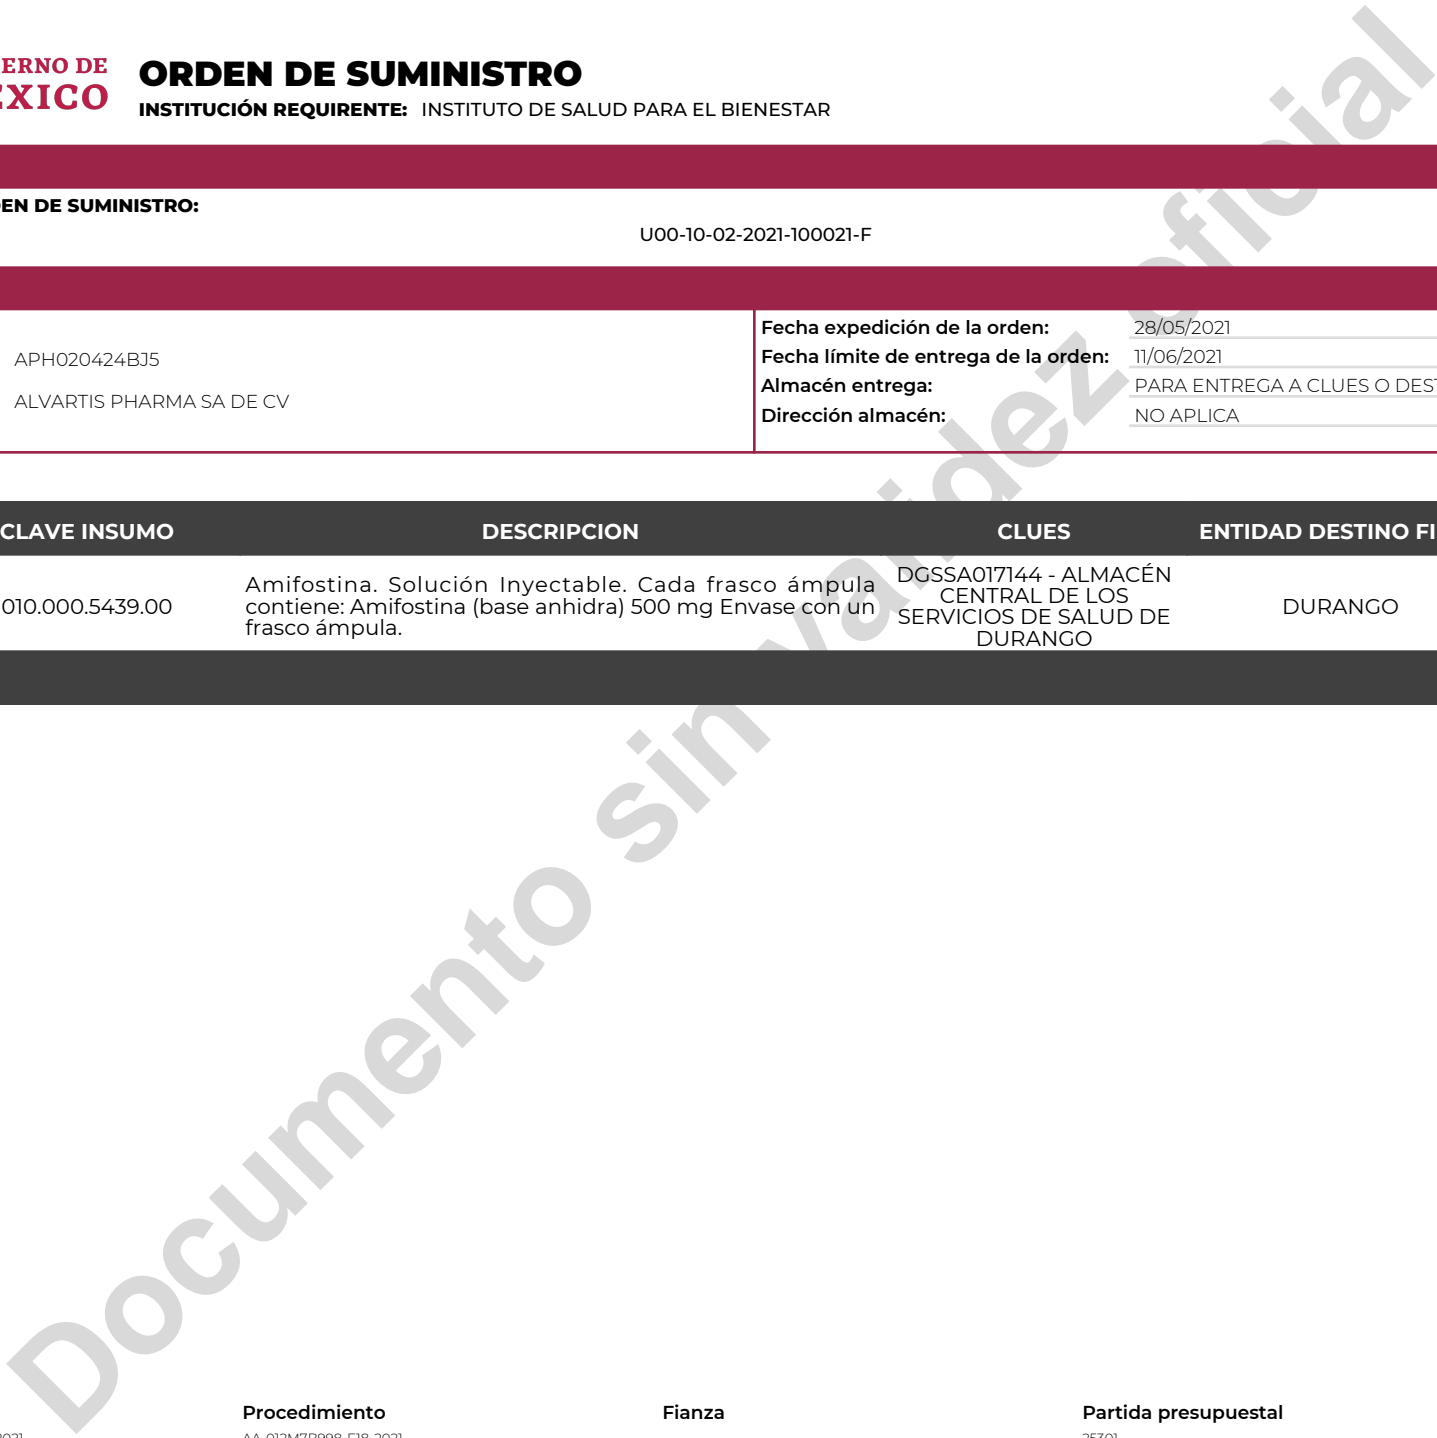 ERNO DE
EXICO
ORDEN DE SUMINISTRO
INSTITUCIÓN REQUIRENTE: INSTITUTO DE SALUD PARA EL BIENESTAR
EN DE SUMINISTRO:
U00-10-02-2021-100021-F
APH020424BJ5
ALVARTIS PHARMA SA DE CV
Fecha expedición de la orden: 28/05/2021
Fecha límite de entrega de la orden: 11/06/2021
Almacén entrega: PARA ENTREGA A CLUES O DEST
Dirección almacén: NO APLICA
CLAVE INSUMO DESCRIPCION CLUES ENTIDAD DESTINO FI
010.000.5439.00
Amifostina. Solución Inyectable. Cada frasco ámpula
contiene: Amifostina (base anhidra) 500 mg Envase con un
frasco ámpula.
DGSSA017144 - ALMACÉN
CENTRAL DE LOS
SERVICIOS DE SALUD DE
DURANGO
DURANGO
Documento sin validez oficial
Procedimiento Fianza Partida presupuestal